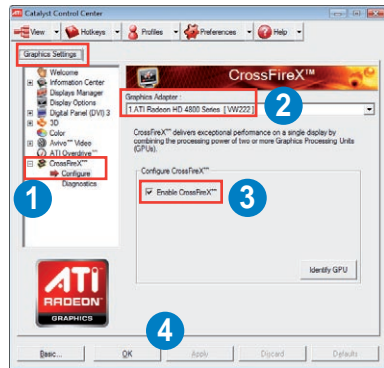 Catalyst Control Center
View
Hotkeys
Profiles
Preferences
Help
Graphics Settings
Welcome
Information Center
Displays Manager
Display Options
Digital Panel (DVI) 3
3D
Color
Avivo™ Video
ATI Overdrive™
CrossFireX™
Configure
Diagnostics
CrossFireX™
Graphics Adapter :
1.ATI Radeon HD 4800 Series [ VW222 ]
CrossFireX™ delivers exceptional performance on a single display by
combining the processing power of two or more Graphics Processing Units
(GPUs).
Configure CrossFireX™
Enable CrossFireX™
Identify GPU
1
2
3
4
ATI
RADEON
GRAPHICS
Basic...
OK
Apply
Discard
Defaults